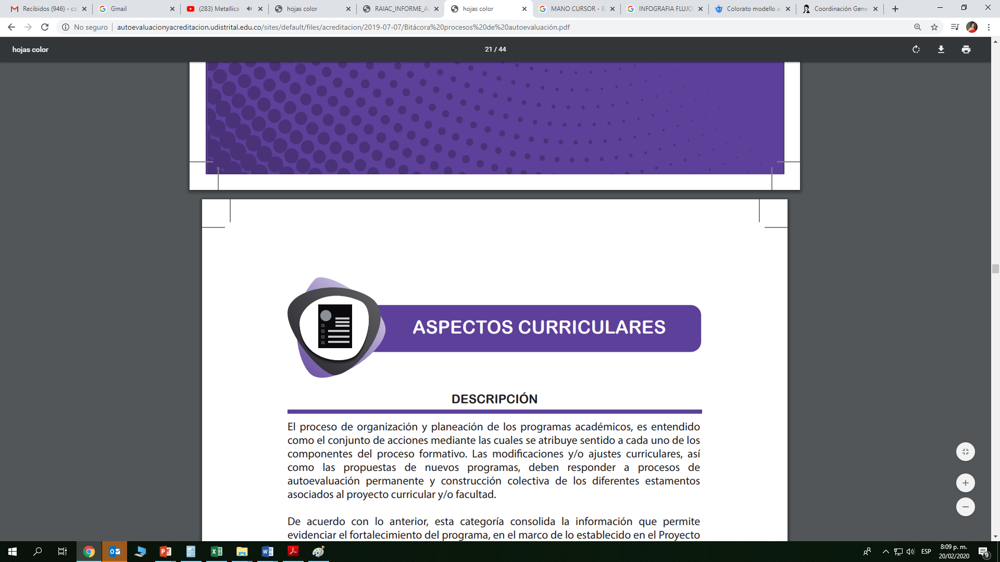 Recibidos (946) - ca
Gmail
(283) Metallica
hojas color
RAIAC_INFORME_A
hojas color
MANO CURSOR - B
INFOGRAFIA FLUJO
Colorato modello a
Coordinación Gene
No seguro
autoevaluacionyacreditacion.udistrital.edu.co/sites/default/files/acreditacion/2019-07-07/Bitácora%20procesos%20de%20autoevaluación.pdf
hojas color
21 / 44
ASPECTOS CURRICULARES
DESCRIPCIÓN
El proceso de organización y planeación de los programas académicos, es entendido
como el conjunto de acciones mediante las cuales se atribuye sentido a cada uno de los
componentes del proceso formativo. Las modificaciones y/o ajustes curriculares, así
como las propuestas de nuevos programas, deben responder a procesos de
autoevaluación permanente y construcción colectiva de los diferentes estamentos
asociados al proyecto curricular y/o facultad.
De acuerdo con lo anterior, esta categoría consolida la información que permite
evidenciar el fortalecimiento del programa, en el marco de lo establecido en el Proyecto
ESP
8:09 p. m.
20/02/2020
9